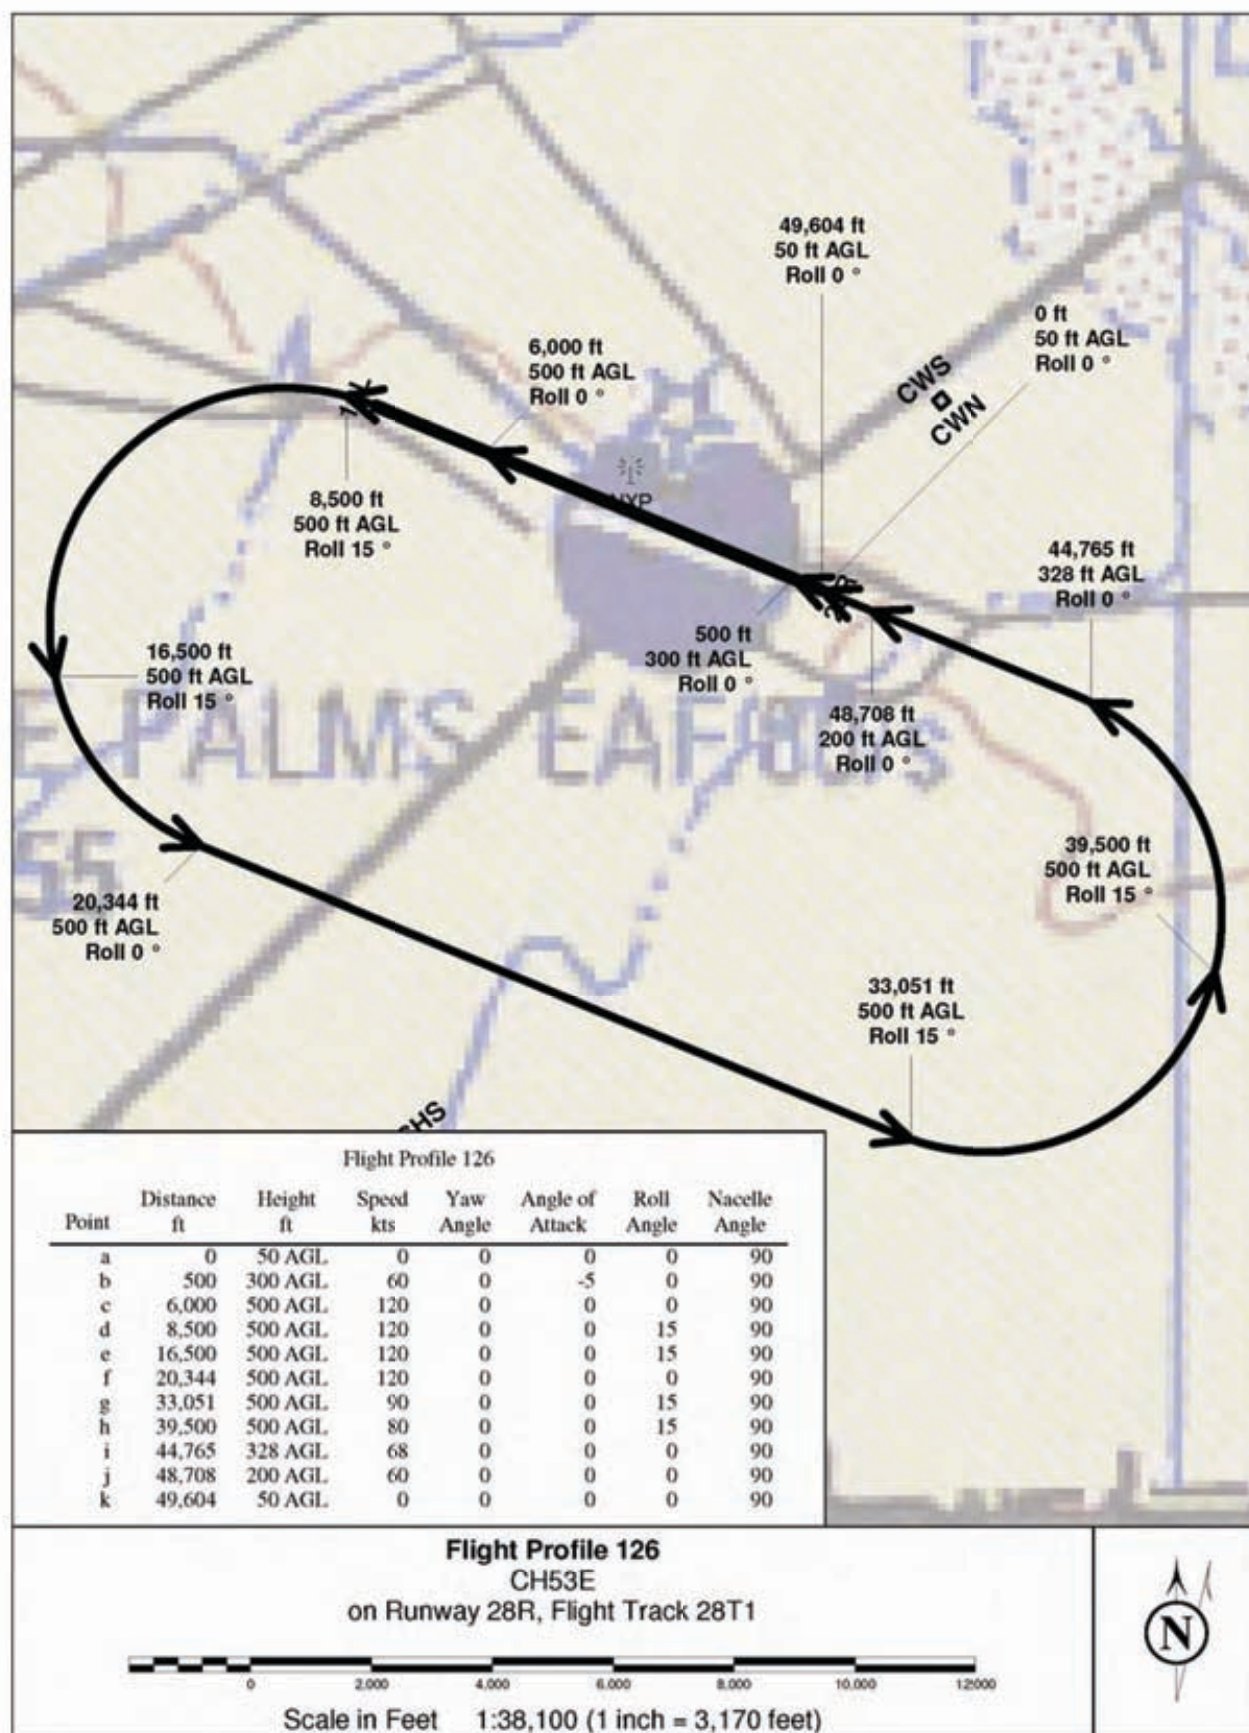 49,604 ft
50 ft AGL
Roll 0 °
0 ft
50 ft AGL
Roll 0 °
6,000 ft
500 ft AGL
Roll 0 °
CWS
CWN
8,500 ft
500 ft AGL
Roll 15 °
44,765 ft
328 ft AGL
Roll 0 °
500 ft
300 ft AGL
Roll 0 °
16,500 ft
500 ft AGL
Roll 15 °
48,708 ft
200 ft AGL
Roll 0 °
E PALMS
39,500 ft
500 ft AGL
Roll 15 °
55
20,344 ft
500 ft AGL
Roll 0 °
33,051 ft
500 ft AGL
Roll 15 °
SHS
Flight Profile 126
Distance Height Speed Yaw Angle of Roll Nacelle
Point ft ft kts Angle Attack Angle Angle
a 0 50 AGL 0 0 0 0 90
b 500 300 AGL 60 0 -5 0 90
c 6,000 500 AGL 120 0 0 0 90
d 8,500 500 AGL 120 0 0 15 90
e 16,500 500 AGL 120 0 0 15 90
f 20,344 500 AGL 120 0 0 0 90
g 33,051 500 AGL 90 0 0 15 90
h 39,500 500 AGL 80 0 0 15 90
i 44,765 328 AGL 68 0 0 0 90
j 48,708 200 AGL 60 0 0 0 90
k 49,604 50 AGL 0 0 0 0 90
Flight Profile 126
CH53E
on Runway 28R, Flight Track 28T1
0 2,000 4,000 6,000 8,000 10,000 12,000
Scale in Feet 1:38,100 (1 inch = 3,170 feet)
N